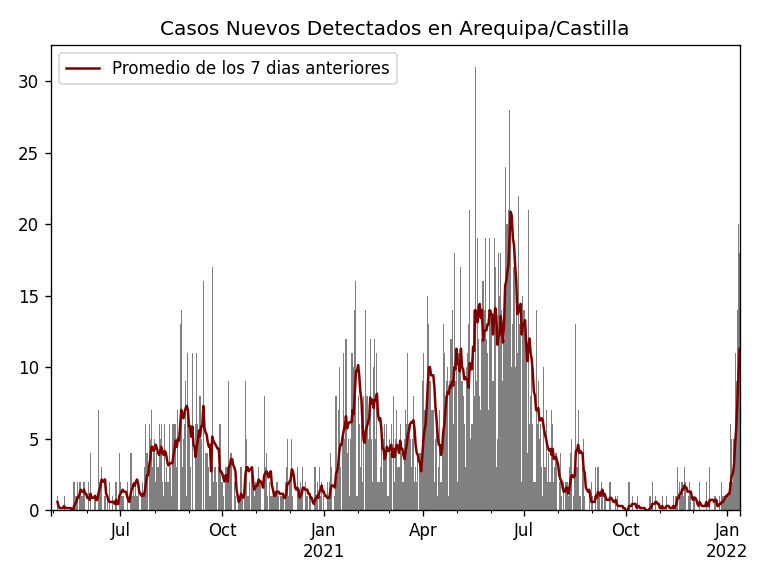 Casos Nuevos Detectados en Arequipa/Castilla
Promedio de los 7 dias anteriores
30
25
20
15
10
5
0
Jul
Oct
Jan
2021
Apr
Jul
Oct
Jan
2022